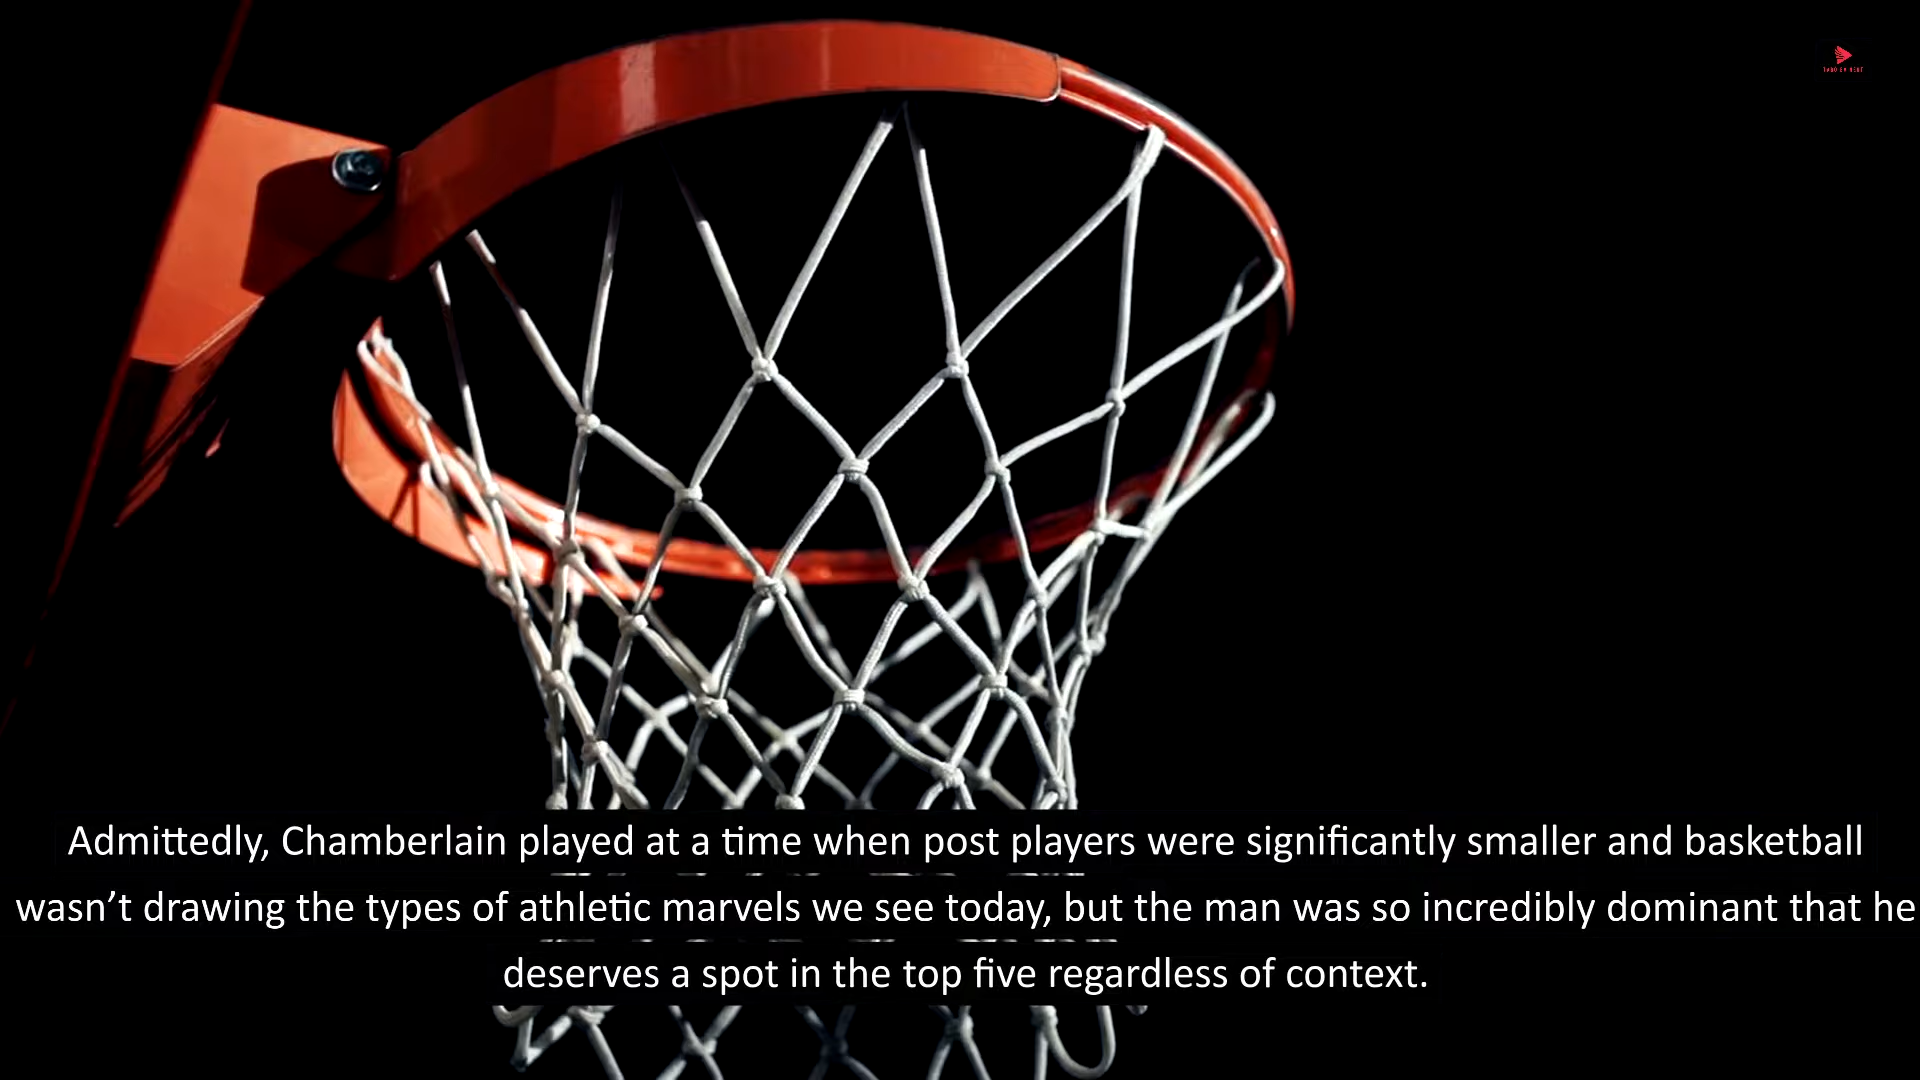 Admittedly, Chamberlain played at a time when post players were significantly smaller and basketball
wasn’t drawing the types of athletic marvels we see today, but the man was so incredibly dominant that he
deserves a spot in the top five regardless of context.